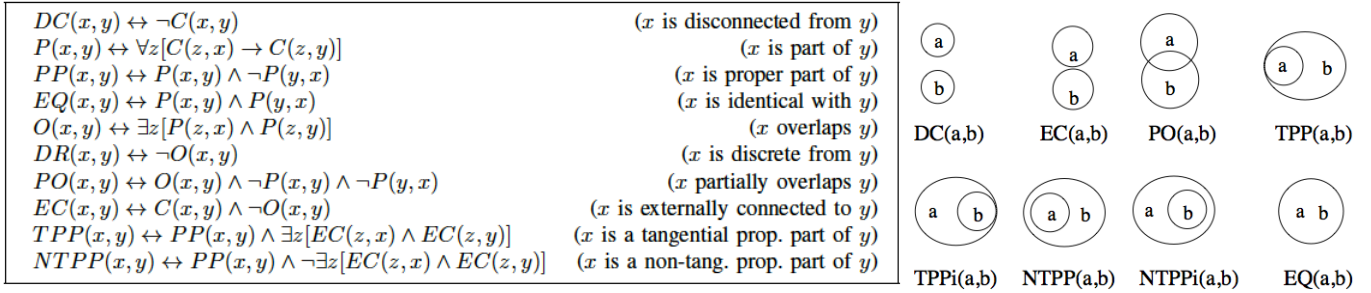 DC(x, y) ↔ ¬C(x, y) (x is disconnected from y)
P(x, y) ↔ ∀z[C(z, x) → C(z, y)] (x is part of y)
PP(x, y) ↔ P(x, y) ∧ ¬P(y, x) (x is proper part of y)
EQ(x, y) ↔ P(x, y) ∧ P(y, x) (x is identical with y)
O(x, y) ↔ ∃z[P(z, x) ∧ P(z, y)] (x overlaps y)
DR(x, y) ↔ ¬O(x, y) (x is discrete from y)
PO(x, y) ↔ O(x, y) ∧ ¬P(x, y) ∧ ¬P(y, x) (x partially overlaps y)
EC(x, y) ↔ C(x, y) ∧ ¬O(x, y) (x is externally connected to y)
TPP(x, y) ↔ PP(x, y) ∧ ∃z[EC(z, x) ∧ EC(z, y)] (x is a tangential prop. part of y)
NTPP(x, y) ↔ PP(x, y) ∧ ¬∃z[EC(z, x) ∧ EC(z, y)] (x is a non-tang. prop. part of y)
a a a a b
b b b
DC(a,b) EC(a,b) PO(a,b) TPP(a,b)
a b a b a b a b
TPPi(a,b) NTPP(a,b) NTPPi(a,b) EQ(a,b)